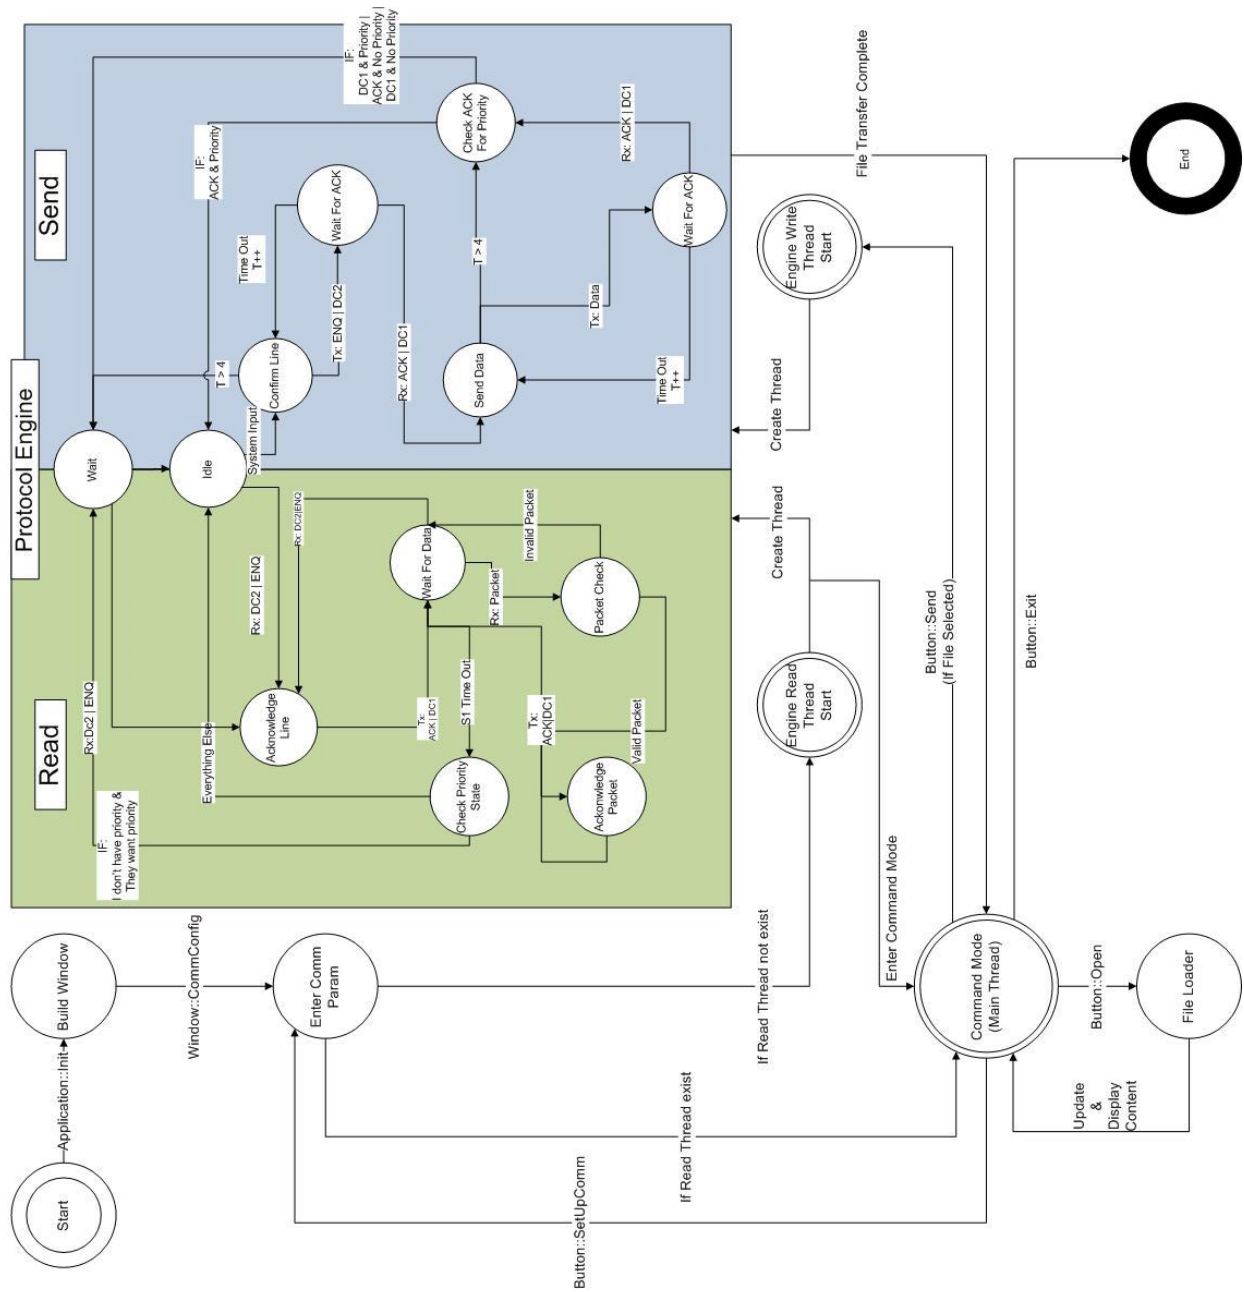 Protocol Engine
Read
Send
Wait
Idle
T > 4
IF:
ACK & Priority
IF:
DC1 & Priority |
ACK & No Priority |
DC1 & No Priority
System Input
Confirm Line
Time Out
T++
Tx: ENQ | DC2
Wait For ACK
Rx: ACK | DC1
Send Data
T > 4
Check ACK
For Priority
Tx: Data
Rx: ACK | DC1
Time Out
T++
Wait For ACK
IF:
I don't have priority &
They want priority
Rx:Dc2 | ENQ
Everything Else
Rx: DC2 | ENQ
Rx: DC2|ENQ
Acknowledge
Line
Tx:
ACK | DC1
S1 Time Out
Wait For Data
Rx: Packet
Invalid Packet
Packet Check
Check Priority
State
Tx:
ACK|DC1
Valid Packet
Ackonwledge
Packet
Start
Application::Init
Build Window
Window::CommConfig
Enter Comm
Param
If Read Thread not exist
If Read Thread exist
Button::SetUpComm
Engine Read
Thread
Start
Create Thread
Enter Command Mode
Engine Write
Thread
Start
Create Thread
File Transfer Complete
Button::Send
(If File Selected)
Button::Exit
Command Mode
(Main Thread)
Button::Open
File Loader
Update
&
Display
Content
End